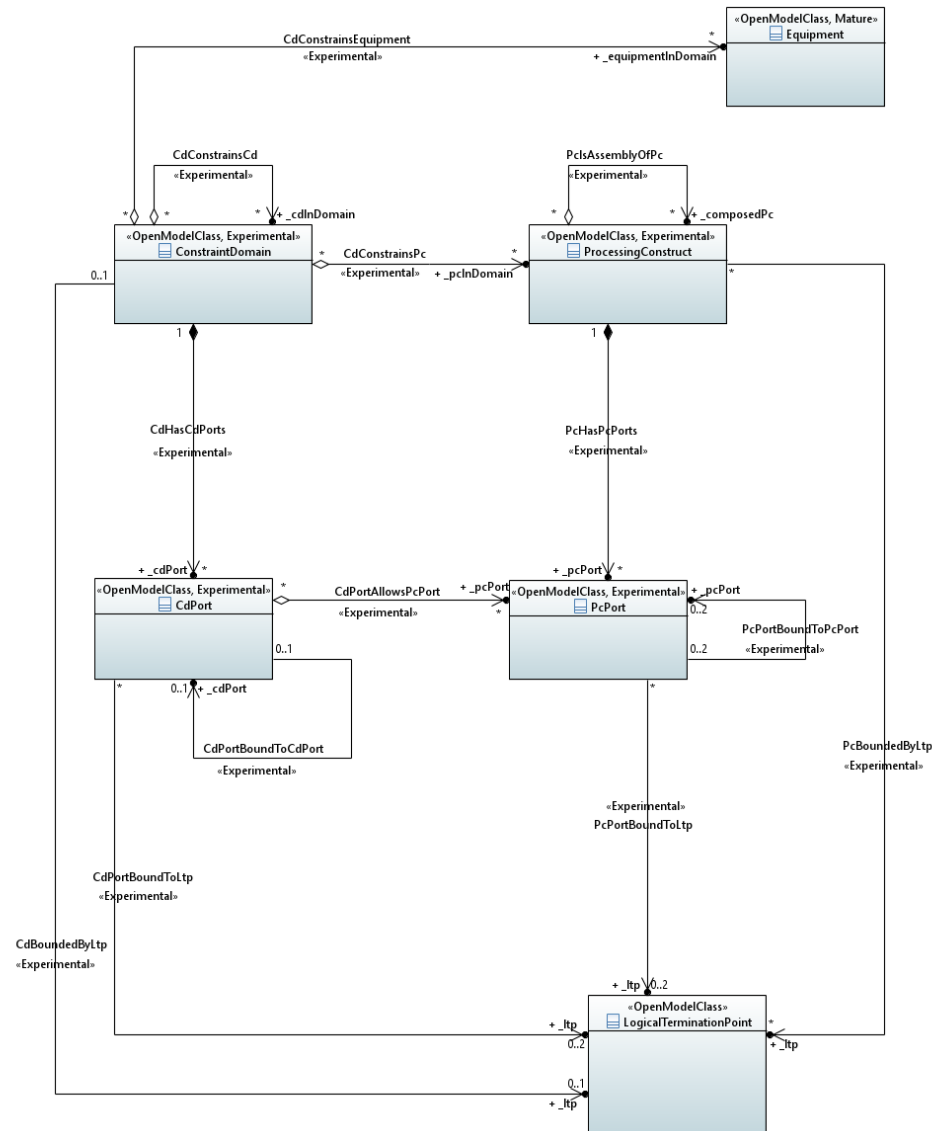 «OpenModelClass, Mature»
Equipment
CdConstrainsEquipment
«Experimental»
*
+ _equipmentInDomain
CdConstrainsCd
«Experimental»
* * * + _cdInDomain
PcIsAssemblyOfPc
«Experimental»
* * + _composedPc
«OpenModelClass, Experimental»
ConstraintDomain
* CdConstrainsPc *
«Experimental» + _pcInDomain
«OpenModelClass, Experimental»
ProcessingConstruct
0..1
*
1
1
CdHasCdPorts
«Experimental»
PcHasPcPorts
«Experimental»
+ _cdPort *
+ _pcPort *
«OpenModelClass, Experimental»
CdPort
* CdPortAllowsPcPort + _pcPort
«Experimental» *
«OpenModelClass, Experimental»
PcPort
+ _pcPort
0..2
PcPortBoundToPcPort
«Experimental»
0..2
0..1
* 0..1 + _cdPort
*
CdPortBoundToCdPort
«Experimental»
PcBoundedByLtp
«Experimental»
«Experimental»
PcPortBoundToLtp
CdPortBoundToLtp
«Experimental»
CdBoundedByLtp
«Experimental»
+ _ltp 0..2
«OpenModelClass»
LogicalTerminationPoint
+ _ltp
0..2
*
+ _ltp
0..1
+ _ltp